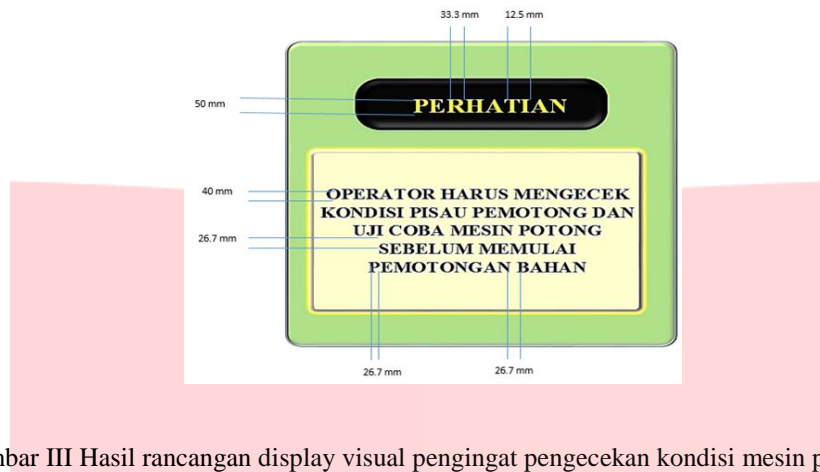 33.3 mm 12.5 mm
PERHATIAN
50 mm
40 mm
OPERATOR HARUS MENGECEK
KONDISI PISAU PEMOTONG DAN
UJI COBA MESIN POTONG
26.7 mm
SEBELUM MEMULAI
PEMOTONGAN BAHAN
26.7 mm 26.7 mm
bar III Hasil rancangan display visual pengingat pengecekan kondisi mesin p